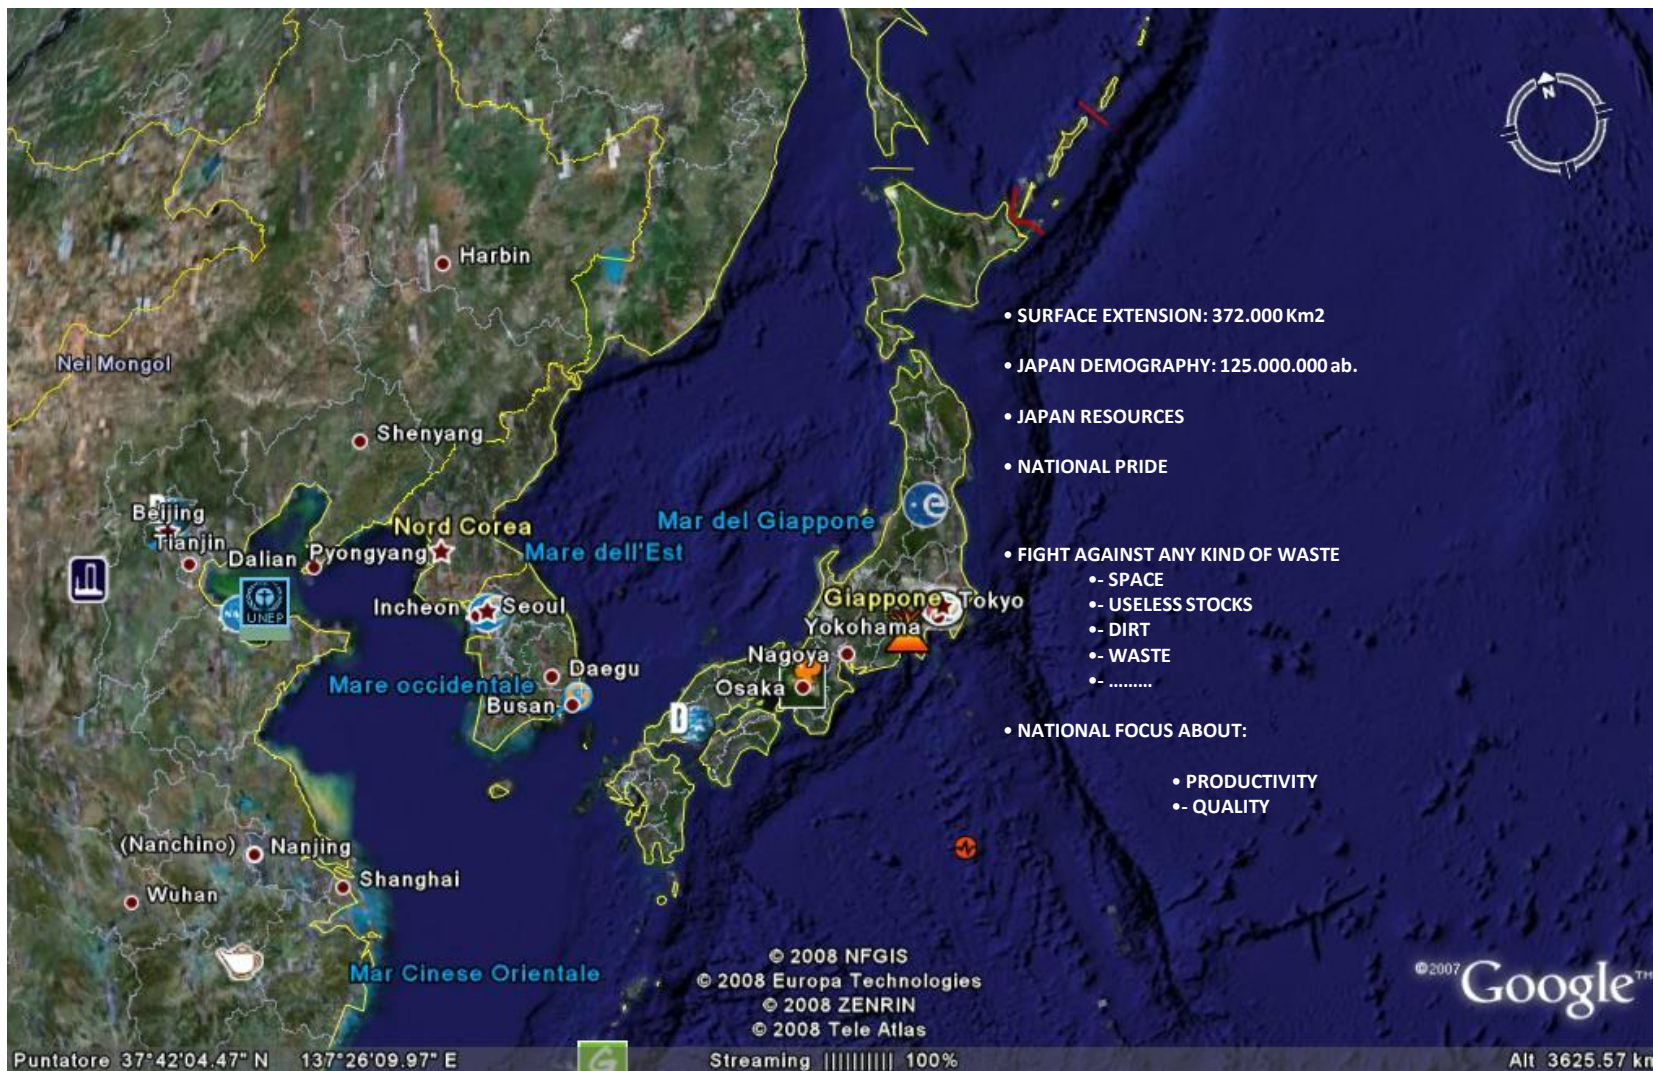 N
Harbin
• SURFACE EXTENSION: 372.000 Km2
Nei Mongol
• JAPAN DEMOGRAPHY: 125.000.000 ab.
• JAPAN RESOURCES
Shenyang
• NATIONAL PRIDE
Beijing
Nord Corea
Mar del Giappone
e
Tianjin
Dalian
Pyongyang
Mare dell'Est
• FIGHT AGAINST ANY KIND OF WASTE
•- SPACE
UNEP
Incheon
Seoul
Giappone
Tokyo
•- USELESS STOCKS
Yokohama
•- DIRT
Nagoya
•- WASTE
Daegu
Mare occidentale
Osaka
•- .........
Busan
D
• NATIONAL FOCUS ABOUT:
• PRODUCTIVITY
•- QUALITY
(Nanchino)
Nanjing
Shanghai
Wuhan
Mar Cinese Orientale
© 2008 NFGIS
© 2008 Europa Technologies
© 2008 ZENRIN
© 2008 Tele Atlas
©2007 Google™
Puntatore 37°42'04.47" N 137°26'09.97" E
G
Streaming |||||||||| 100%
Alt 3625.57 km